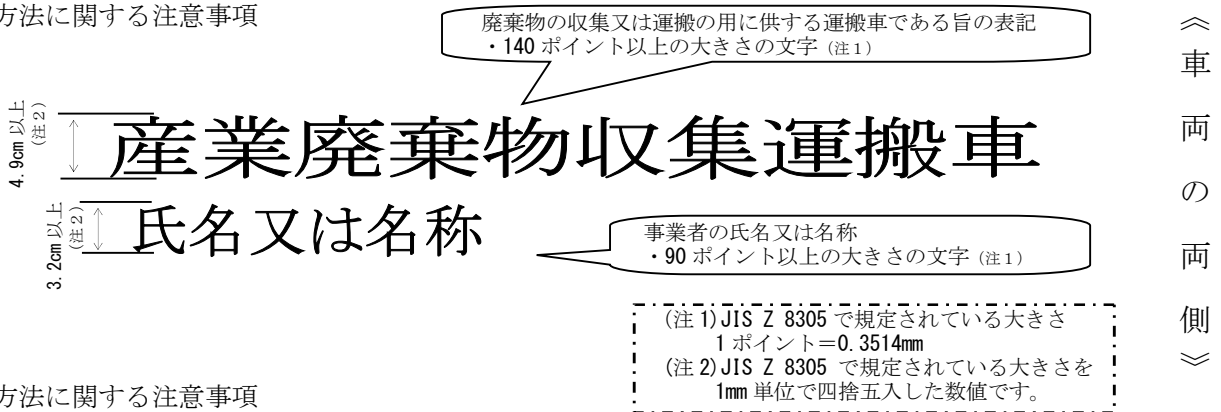 方法に関する注意事項
廃棄物の収集又は運搬の用に供する運搬車である旨の表記
・140 ポイント以上の大きさの文字 (注1)
4.9cm 以上
(注2)
産業廃棄物収集運搬車
3.2cm 以上
(注2)
氏名又は名称
事業者の氏名又は名称
・90 ポイント以上の大きさの文字 (注1)
(注 1)JIS Z 8305 で規定されている大きさ
1 ポイント=0.3514mm
(注 2)JIS Z 8305 で規定されている大きさを
1mm 単位で四捨五入した数値です。
《車両の両側》
方法に関する注意事項